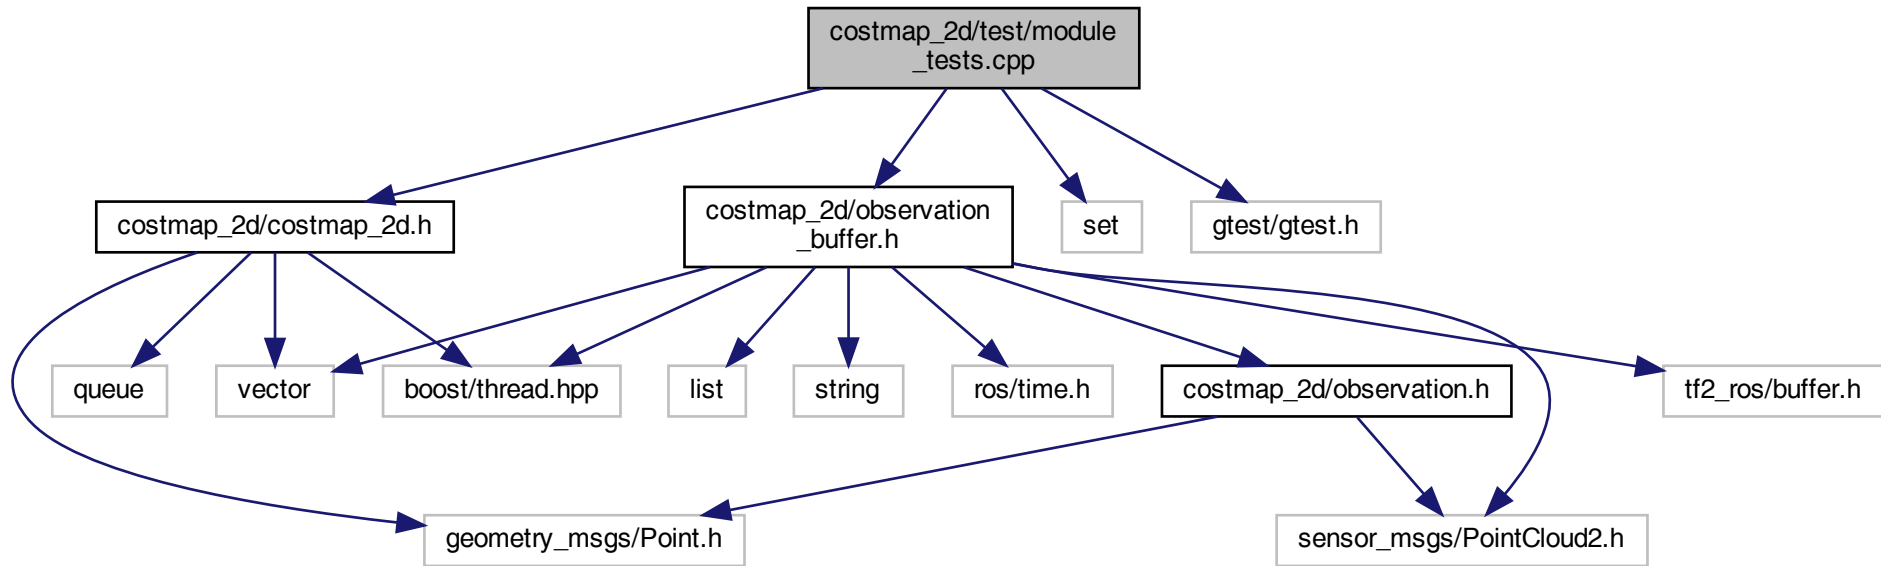 costmap_2d/test/module
_tests.cpp
costmap_2d/costmap_2d.h
costmap_2d/observation
_buffer.h
set
gtest/gtest.h
queue
vector
boost/thread.hpp
list
string
ros/time.h
costmap_2d/observation.h
tf2_ros/buffer.h
geometry_msgs/Point.h
sensor_msgs/PointCloud2.h